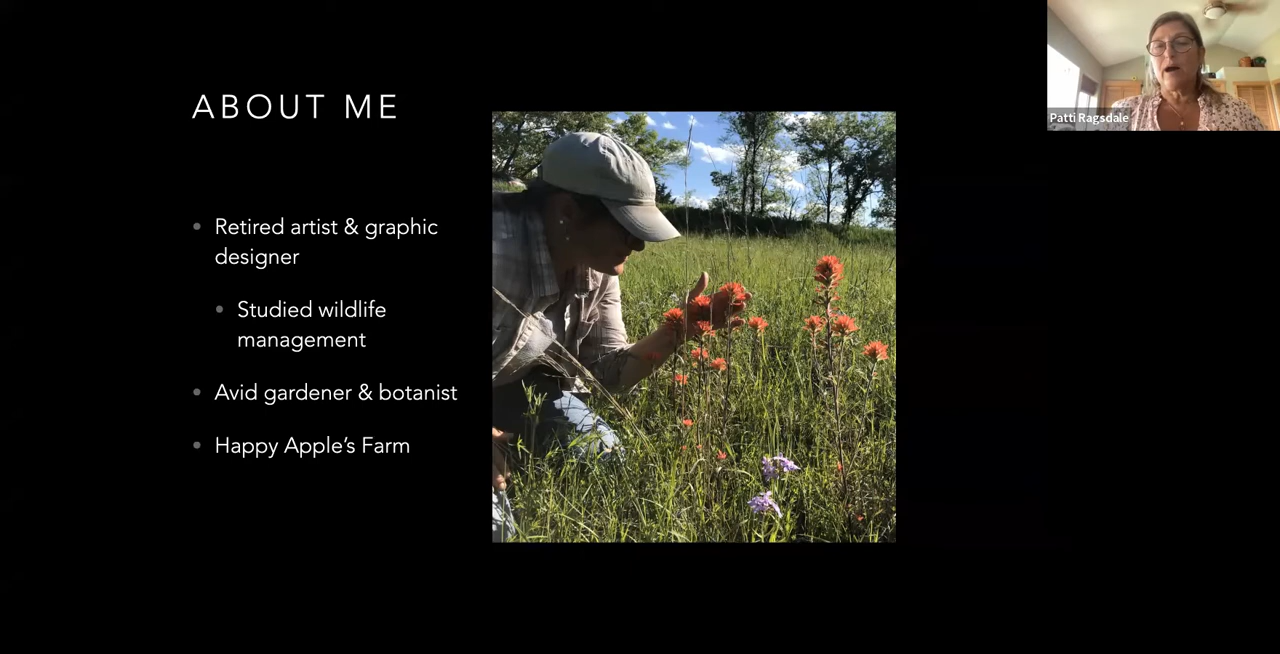 ABOUT ME
Patti Ragsdale
• Retired artist & graphic
designer
• Studied wildlife
management
• Avid gardener & botanist
• Happy Apple’s Farm